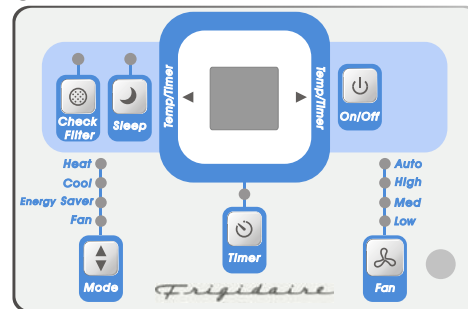 Temp/Timer
Temp/Timer
Check
Filter
Sleep
On/Off
Heat
Cool
Energy Saver
Fan
Mode
Timer
Auto
High
Med
Low
Fan
Frigidaire